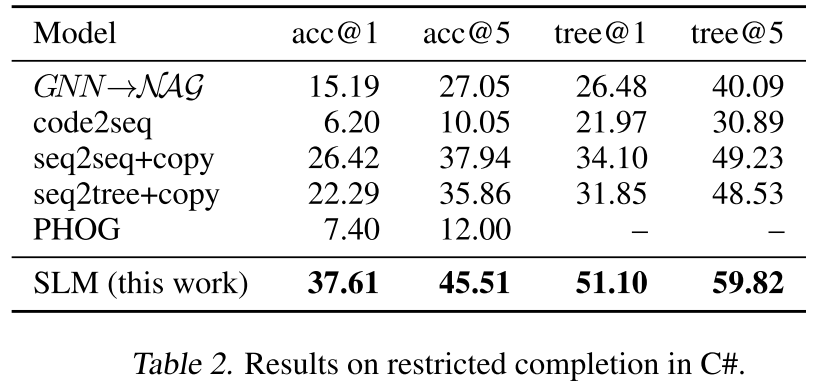 Model acc@1 acc@5 tree@1 tree@5
GNN→NAG 15.19 27.05 26.48 40.09
code2seq 6.20 10.05 21.97 30.89
seq2seq+copy 26.42 37.94 34.10 49.23
seq2tree+copy 22.29 35.86 31.85 48.53
PHOG 7.40 12.00 – –
SLM (this work) 37.61 45.51 51.10 59.82
Table 2. Results on restricted completion in C#.